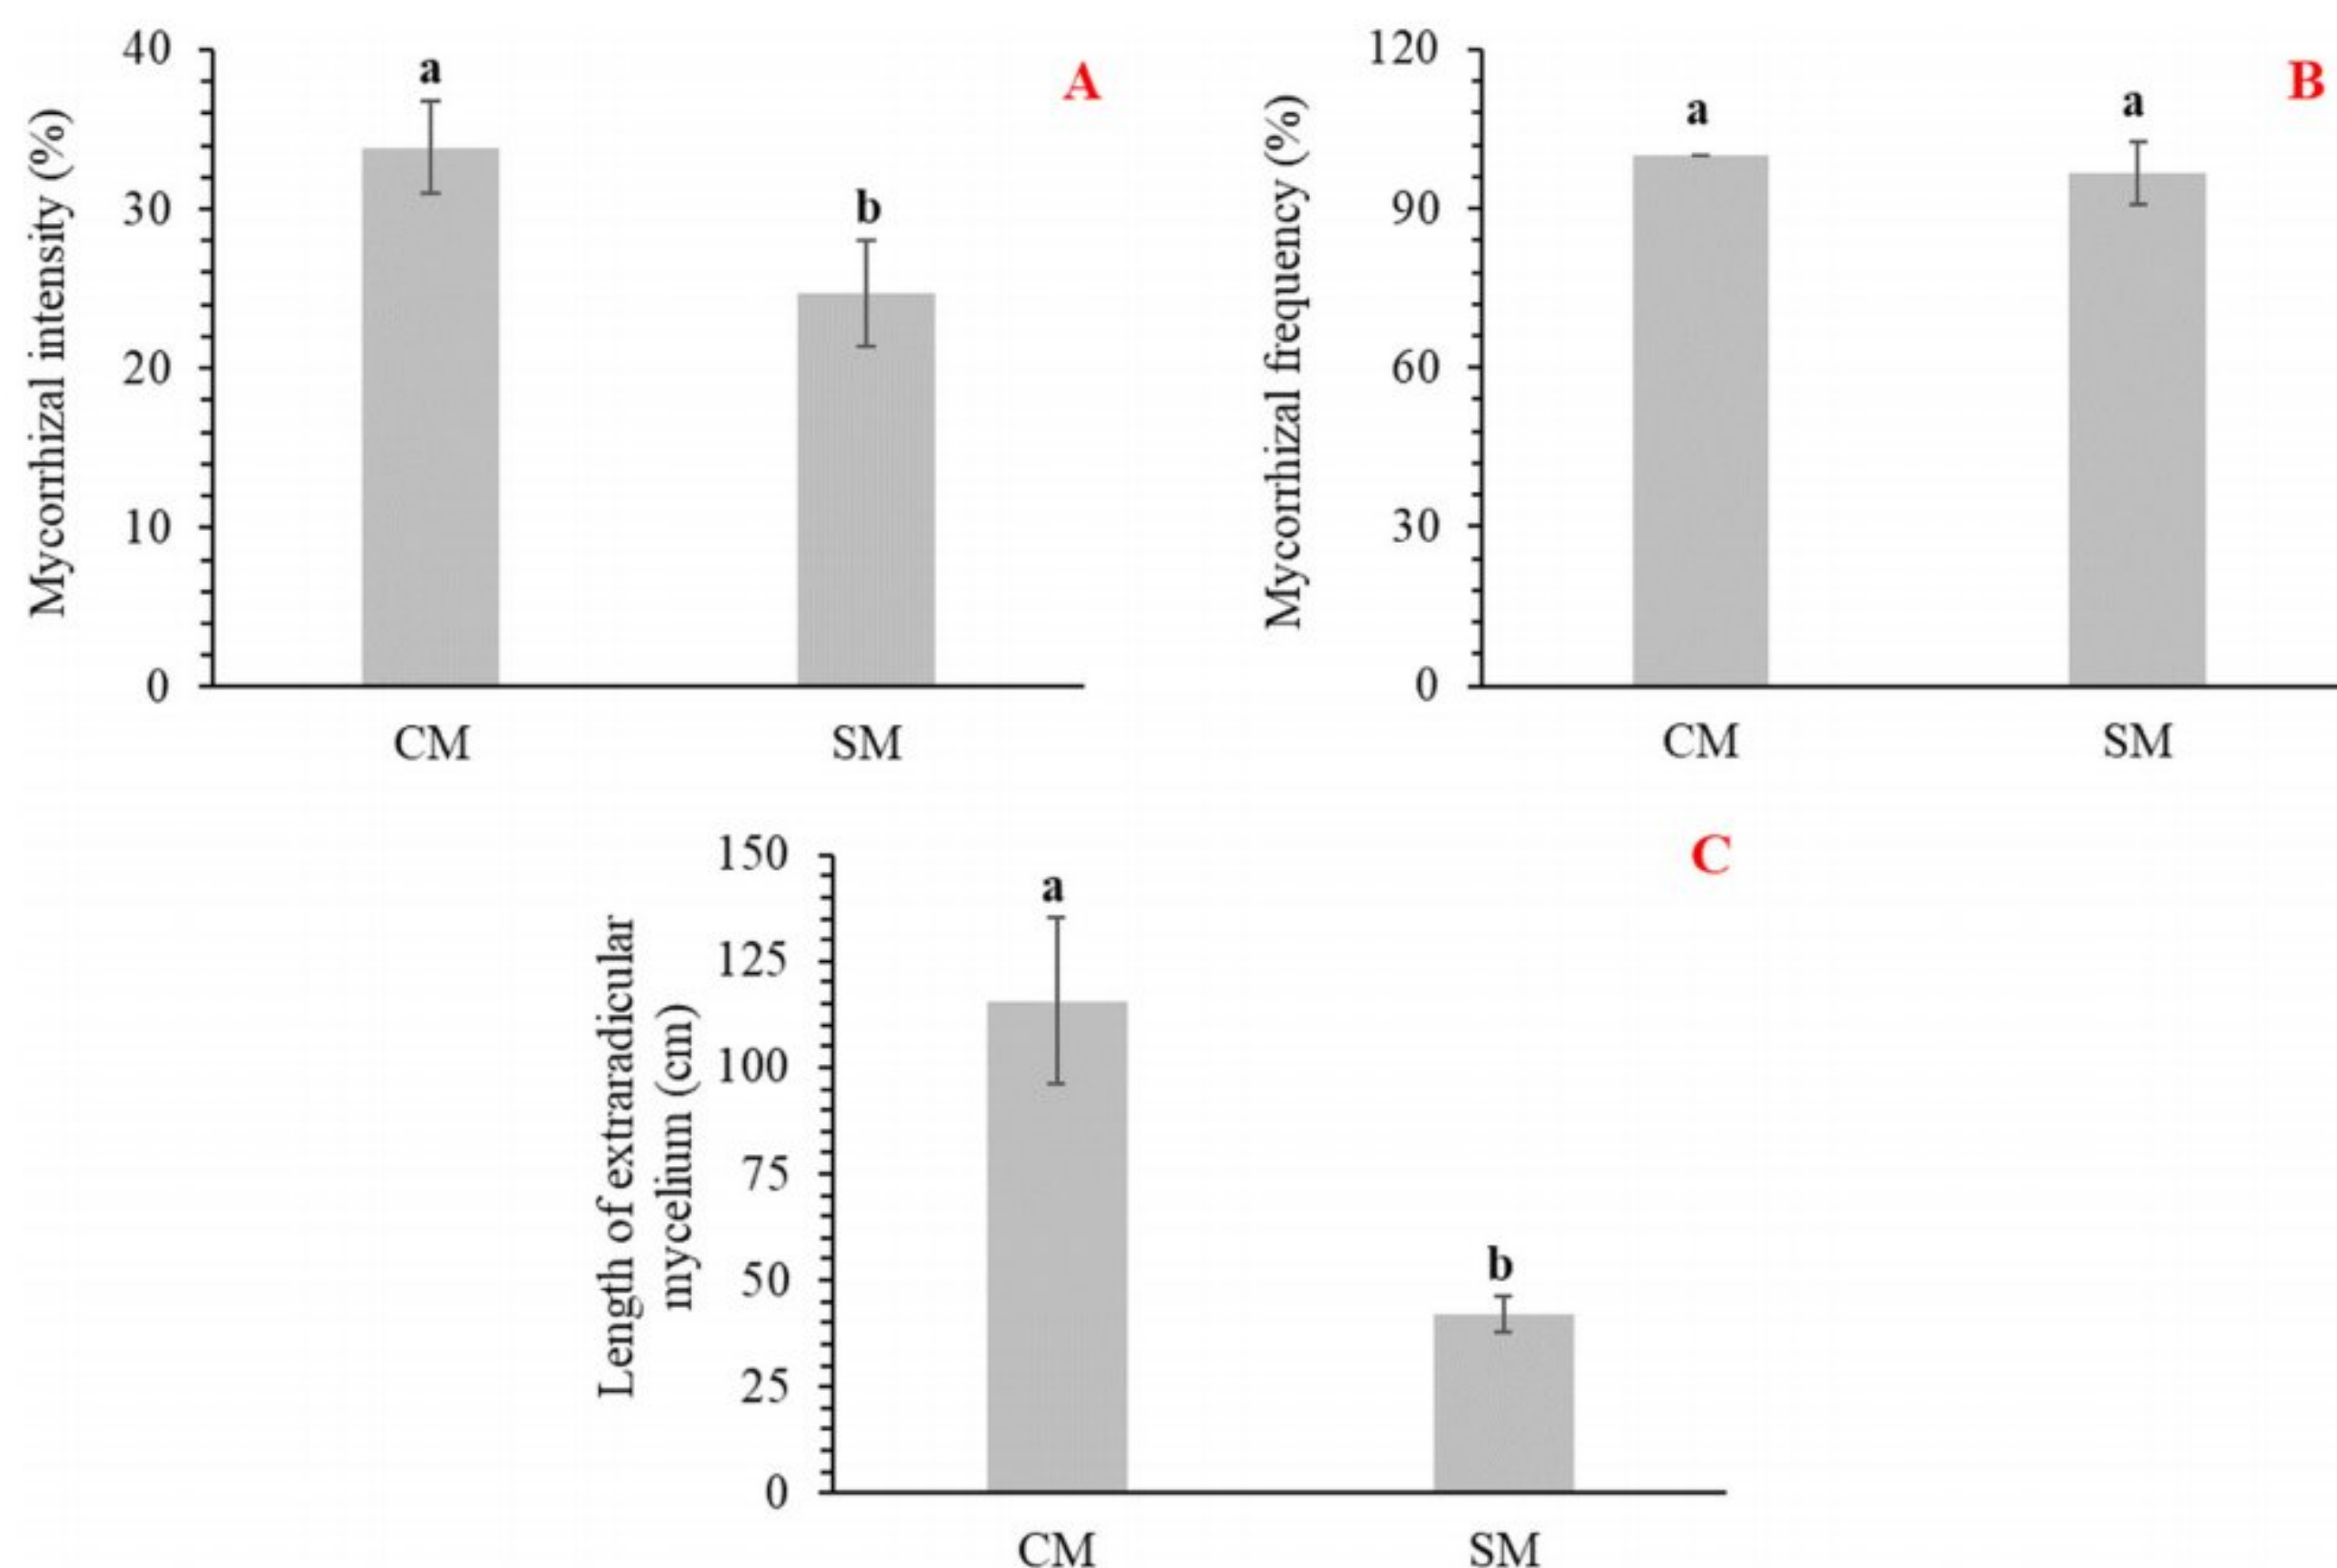 A
Mycorrhizal intensity (%)
40
30
20
10
0
a
b
CM
SM
B
Mycorrhizal frequency (%)
120
90
60
30
0
a
a
CM
SM
C
Length of extraradicular
mycelium (cm)
150
125
100
75
50
25
0
a
b
CM
SM